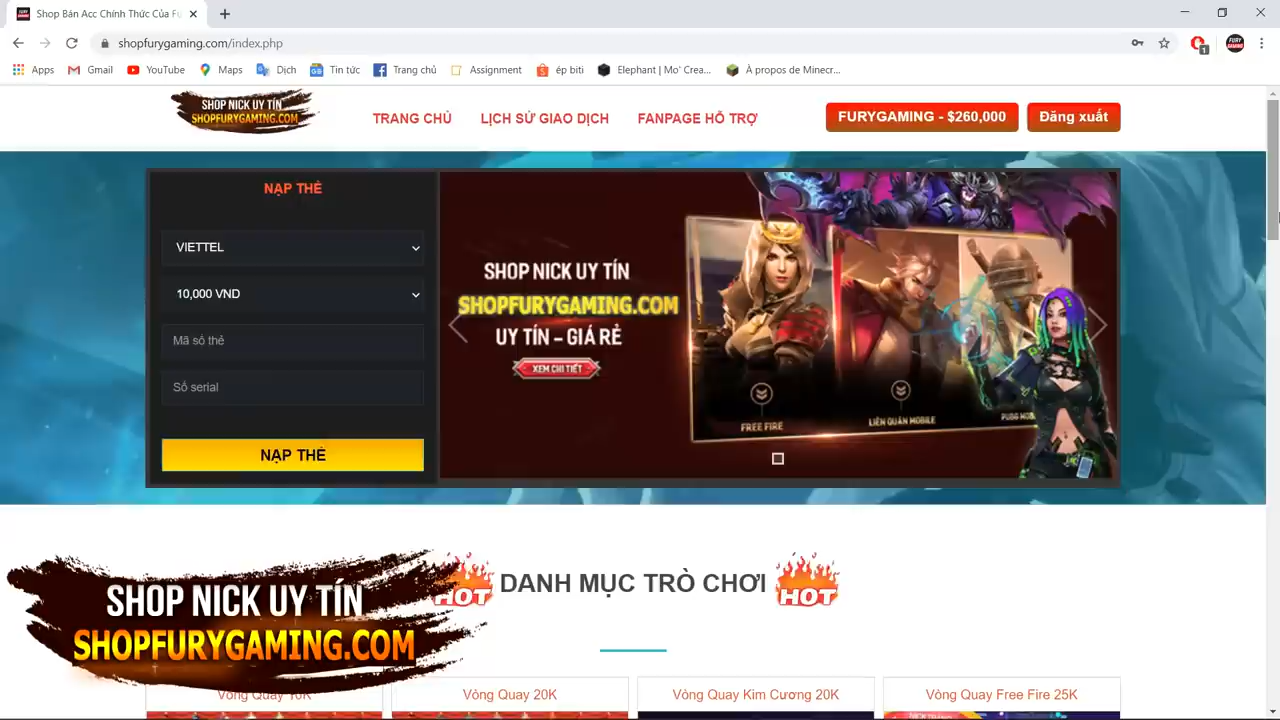 Shop Bán Acc Chính Thức Của Fu
shopfurygaming.com/index.php
1
Apps
Gmail
YouTube
Maps
Dịch
Tin tức
Trang chủ
Assignment
ép biti
Elephant | Mo' Crea...
À propos de Minecr...
SHOP NICK UY TÍN
SHOPFURYGAMING.COM
TRANG CHỦ
LỊCH SỬ GIAO DỊCH
FANPAGE HỖ TRỢ
FURYGAMING - $260,000
Đăng xuất
NẠP THẺ
VIETTEL
10,000 VND
Mã số thẻ
Số serial
NẠP THẺ
SHOP NICK UY TÍN
SHOPFURYGAMING.COM
UY TÍN - GIÁ RẺ
XEM CHI TIẾT
FREE FIRE
LIÊN QUÂN MOBILE
PUBG
HOT
DANH MỤC TRÒ CHƠI
HOT
SHOP NICK UY TÍN
SHOPFURYGAMING.COM
Vòng Quay 10K
Vòng Quay 20K
Vòng Quay Kim Cương 20K
Vòng Quay Free Fire 25K